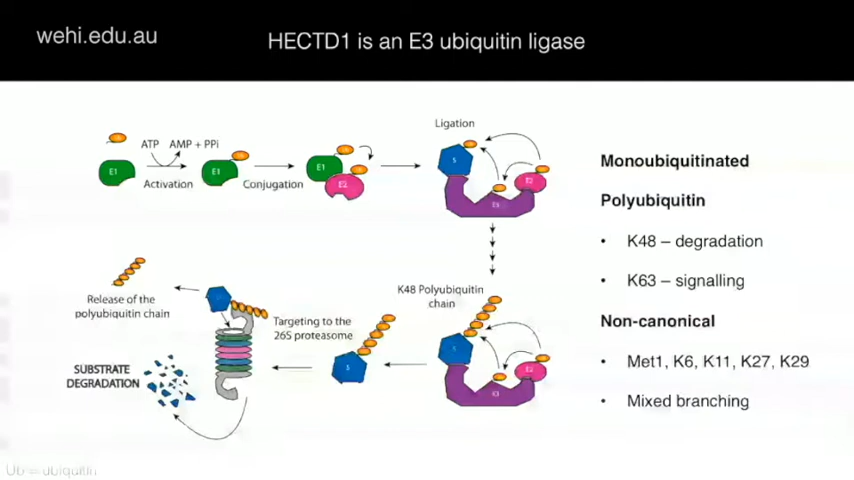 wehi.edu.au
HECTD1 is an E3 ubiquitin ligase
Ligation
ATP
AMP + PPi
E1
E1
E1
E2
S
E2
E3
Activation
Conjugation
Monoubiquitinated
Polyubiquitin
• K48 – degradation
• K63 – signalling
Non-canonical
• Met1, K6, K11, K27, K29
• Mixed branching
K48 Polyubiquitin
chain
S
E2
E3
S
Targeting to the
26S proteasome
Release of the
polyubiquitin chain
SUBSTRATE
DEGRADATION
Ub = ubiquitin